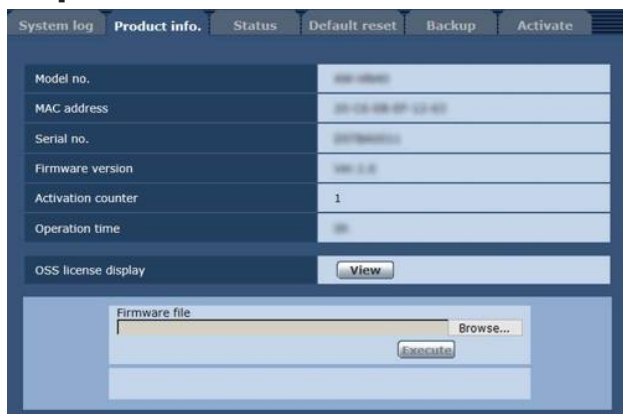 System log Product info. Status Default reset Backup Activate
Model no.
MAC address
Serial no.
Firmware version
Activation counter 1
Operation time
OSS license display View
Firmware file
Browse...
Execute